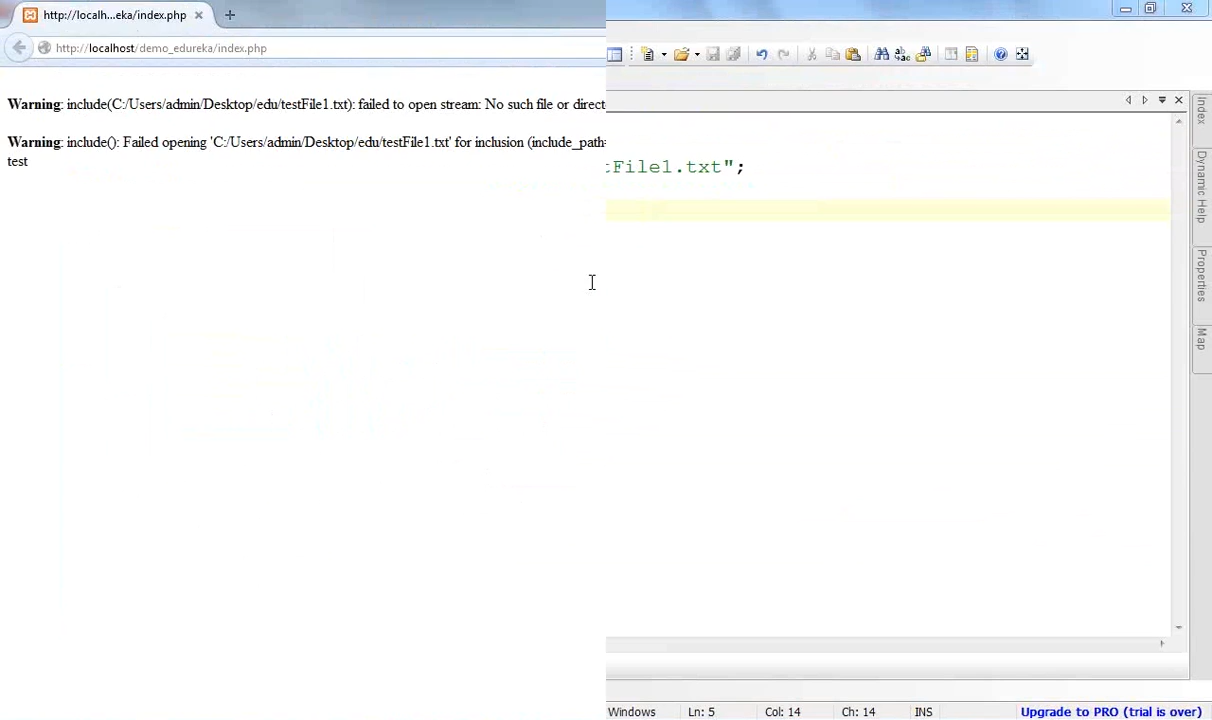 http://localh...eka/index.php
http://localhost/demo_edureka/index.php
Warning: include(C:/Users/admin/Desktop/edu/testFile1.txt): failed to open stream: No such file or direct
Warning: include(): Failed opening 'C:/Users/admin/Desktop/edu/testFile1.txt' for inclusion (include_path=
test
tFile1.txt";
Index
Dynamic Help
Properties
Map
Windows Ln: 5 Col: 14 Ch: 14 INS Upgrade to PRO (trial is over)